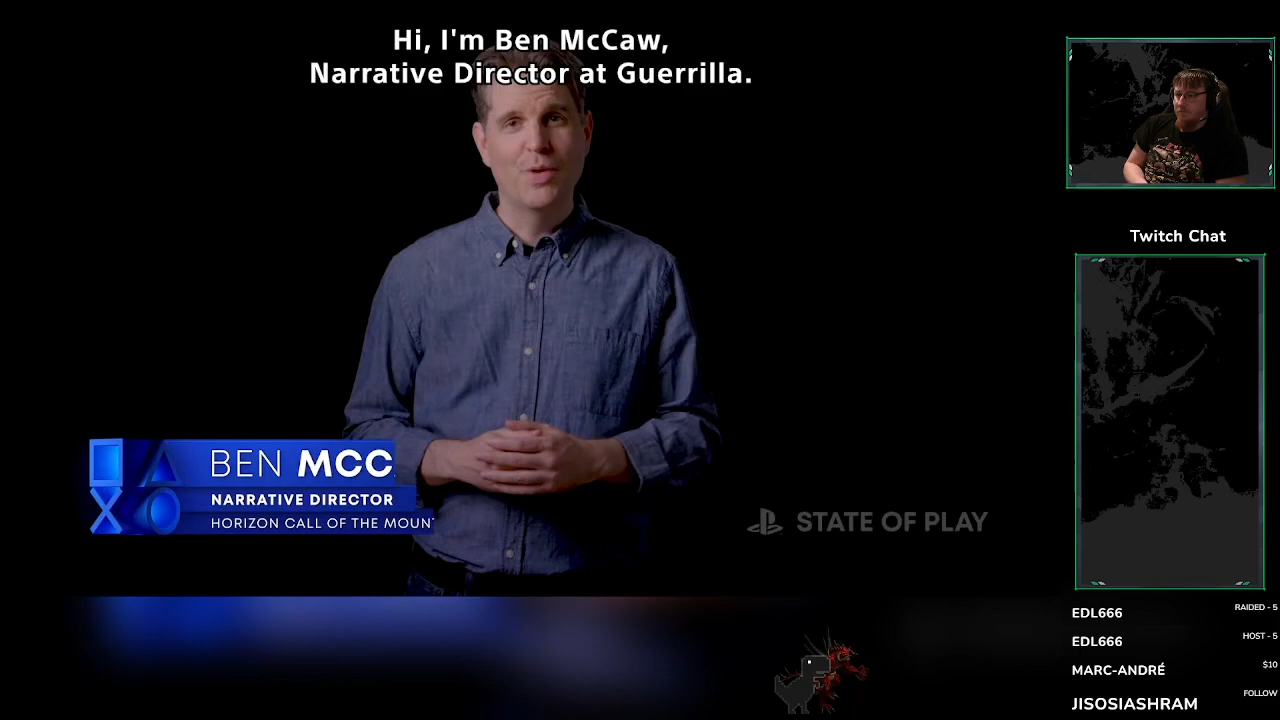 Hi, I'm Ben McCaw,
Narrative Director at Guerrilla.
BEN MCC
NARRATIVE DIRECTOR
HORIZON CALL OF THE MOUN
STATE OF PLAY
Twitch Chat
EDL666 RAIDED - 5
EDL666 HOST - 5
MARC-ANDRÉ $10
JISOSIASHRAM FOLLOW